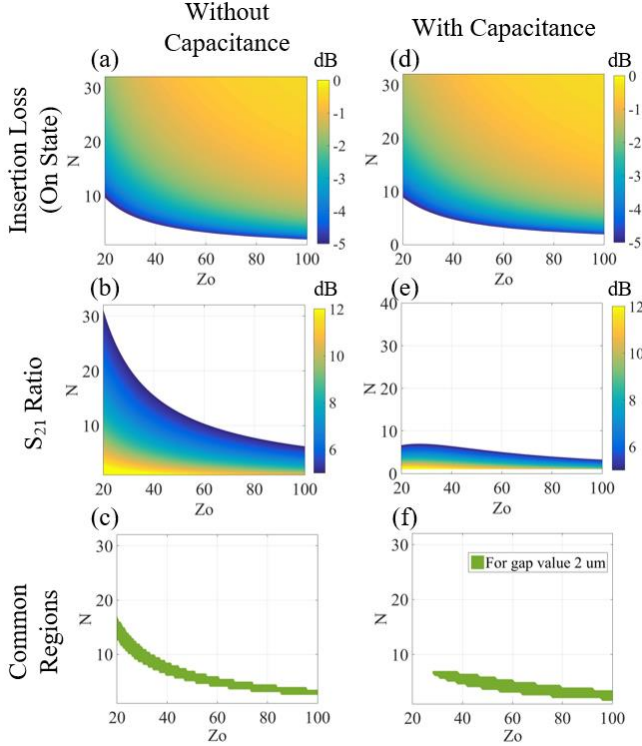 Without
Capacitance
With Capacitance
Insertion Loss
(On State)
(a)
dB
30
20
10
N
20
40
60
80
100
Zo
0
-1
-2
-3
-4
-5
(d)
dB
30
20
10
0
N
20
40
60
80
100
Zo
0
-1
-2
-3
-4
-5
S21 Ratio
(b)
dB
30
20
10
N
20
40
60
80
100
Zo
12
10
8
6
(e)
dB
40
30
20
10
0
N
20
40
60
80
100
Zo
12
10
8
6
Common
Regions
(c)
30
20
10
N
20
40
60
80
100
Zo
(f)
For gap value 2 um
30
20
10
N
20
40
60
80
100
Zo